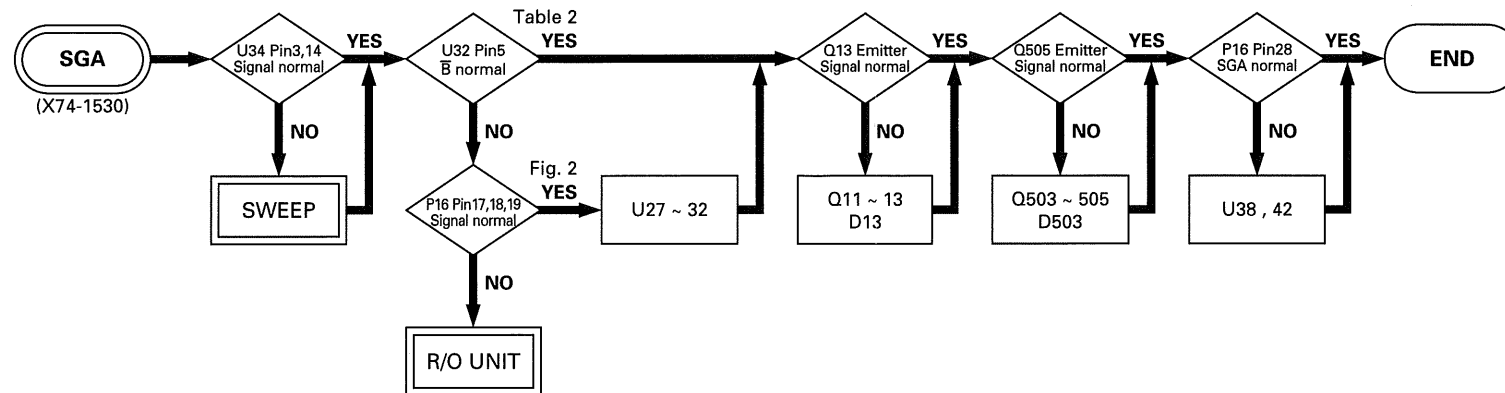 SGA
(X74-1530)
U34 Pin3,14
Signal normal
YES
NO
SWEEP
Table 2
U32 Pin5
B̅ normal
YES
NO
P16 Pin17,18,19
Signal normal
Fig. 2
YES
NO
R/O UNIT
U27 ~ 32
Q13 Emitter
Signal normal
YES
NO
Q11 ~ 13
D13
Q505 Emitter
Signal normal
YES
NO
Q503 ~ 505
D503
P16 Pin28
SGA normal
YES
NO
U38 , 42
END